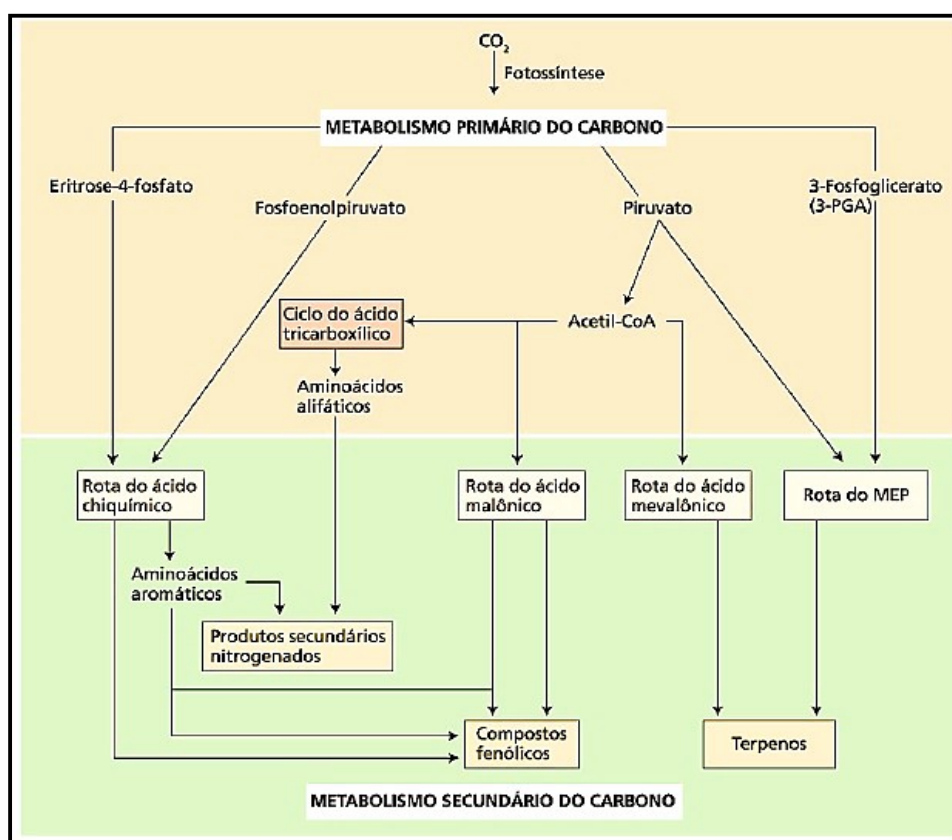 CO₂
Fotossíntese
METABOLISMO PRIMÁRIO DO CARBONO
Eritrose-4-fosfato
Fosfoenolpiruvato
Piruvato
3-Fosfoglicerato
(3-PGA)
Ciclo do ácido
tricarboxílico
Acetil-CoA
Aminoácidos
alifáticos
Rota do ácido
chiquímico
Rota do ácido
malônico
Rota do ácido
mevalônico
Rota do MEP
Aminoácidos
aromáticos
Produtos secundários
nitrogenados
Compostos
fenólicos
Terpenos
METABOLISMO SECUNDÁRIO DO CARBONO